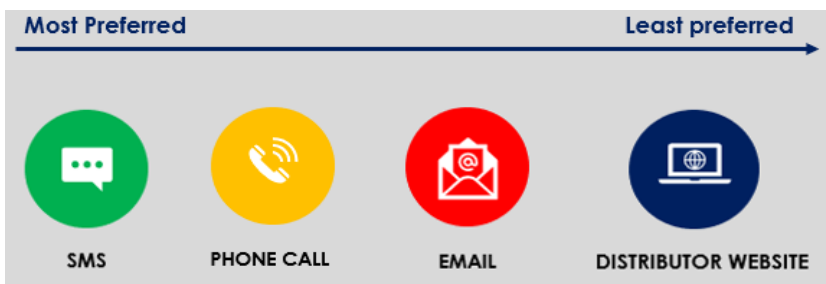 Most Preferred
Least preferred
@
SMS
PHONE CALL
EMAIL
DISTRIBUTOR WEBSITE